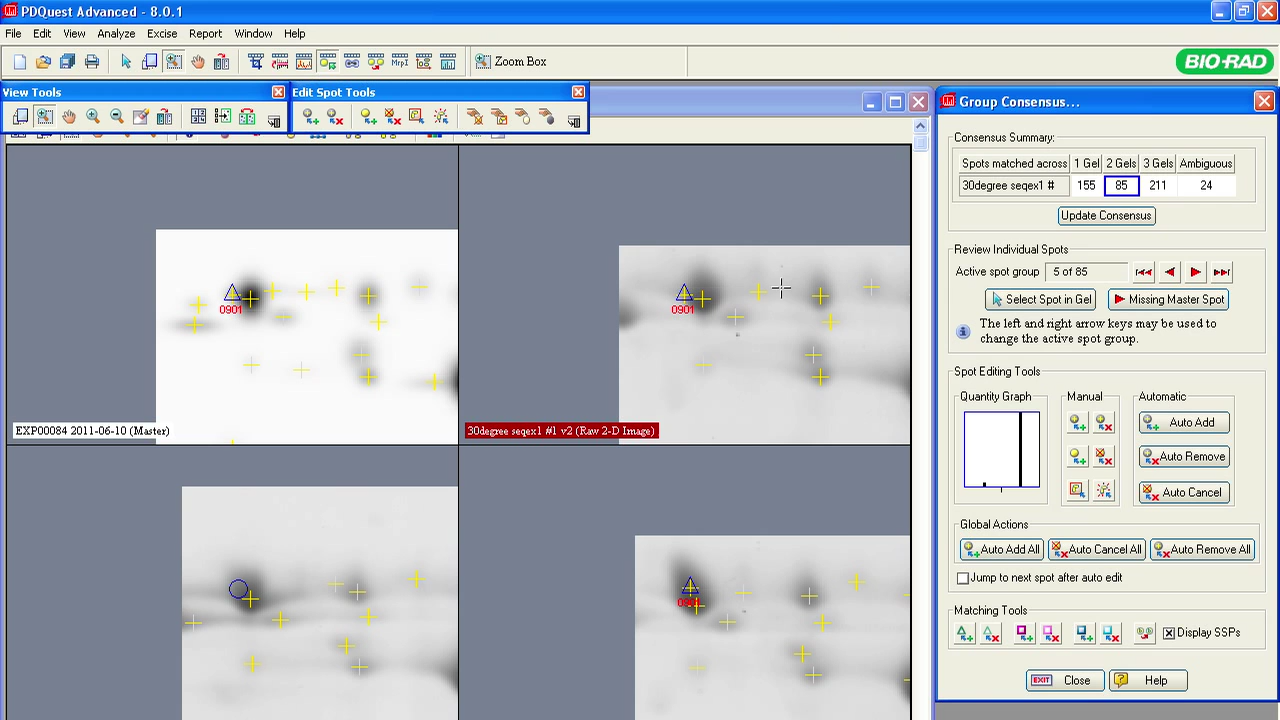 PDQuest Advanced - 8.0.1
File Edit View Analyze Excise Report Window Help
MrpI
Zoom Box
BIO-RAD
View Tools
Edit Spot Tools
Group Consensus...
Consensus Summary:
Spots matched across 1 Gel 2 Gels 3 Gels Ambiguous
30degree seqex1 # 155 85 211 24
Update Consensus
Review Individual Spots
Active spot group 5 of 85
Select Spot in Gel Missing Master Spot
The left and right arrow keys may be used to
change the active spot group.
Spot Editing Tools
Quantity Graph Manual Automatic
Auto Add
Auto Remove
Auto Cancel
Global Actions
Auto Add All Auto Cancel All Auto Remove All
Jump to next spot after auto edit
Matching Tools
Display SSPs
EXIT Close ? Help
0901
0901
EXP00084 2011-06-10 (Master)
30degree seqex1 #1 v2 (Raw 2-D Image)